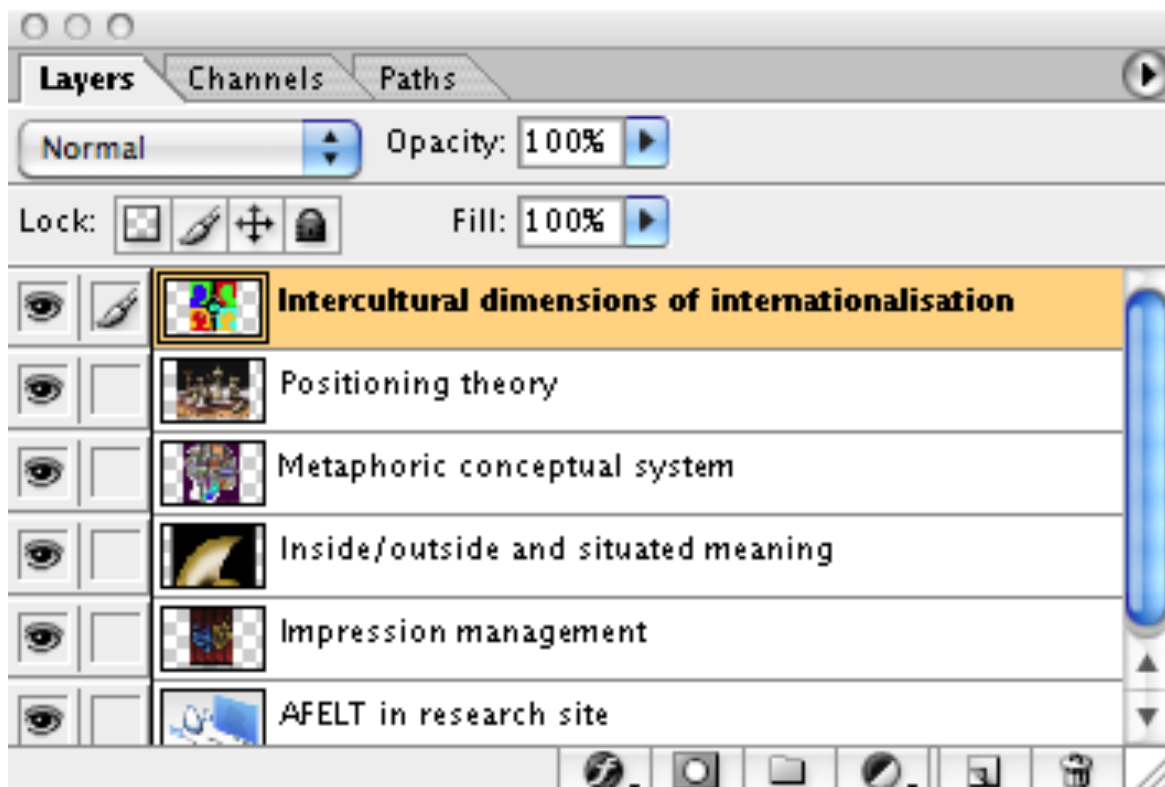 Layers Channels Paths
Normal Opacity: 100%
Lock: Fill: 100%
Intercultural dimensions of internationalisation
Positioning theory
Metaphoric conceptual system
Inside/outside and situated meaning
Impression management
AFELT in research site